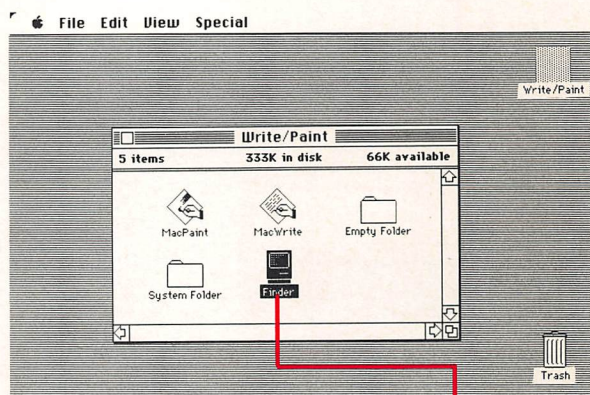 File Edit View Special
Write/Paint
Write/Paint
5 items 333K in disk 66K available
MacPaint MacWrite Empty Folder
System Folder Finder
Trash